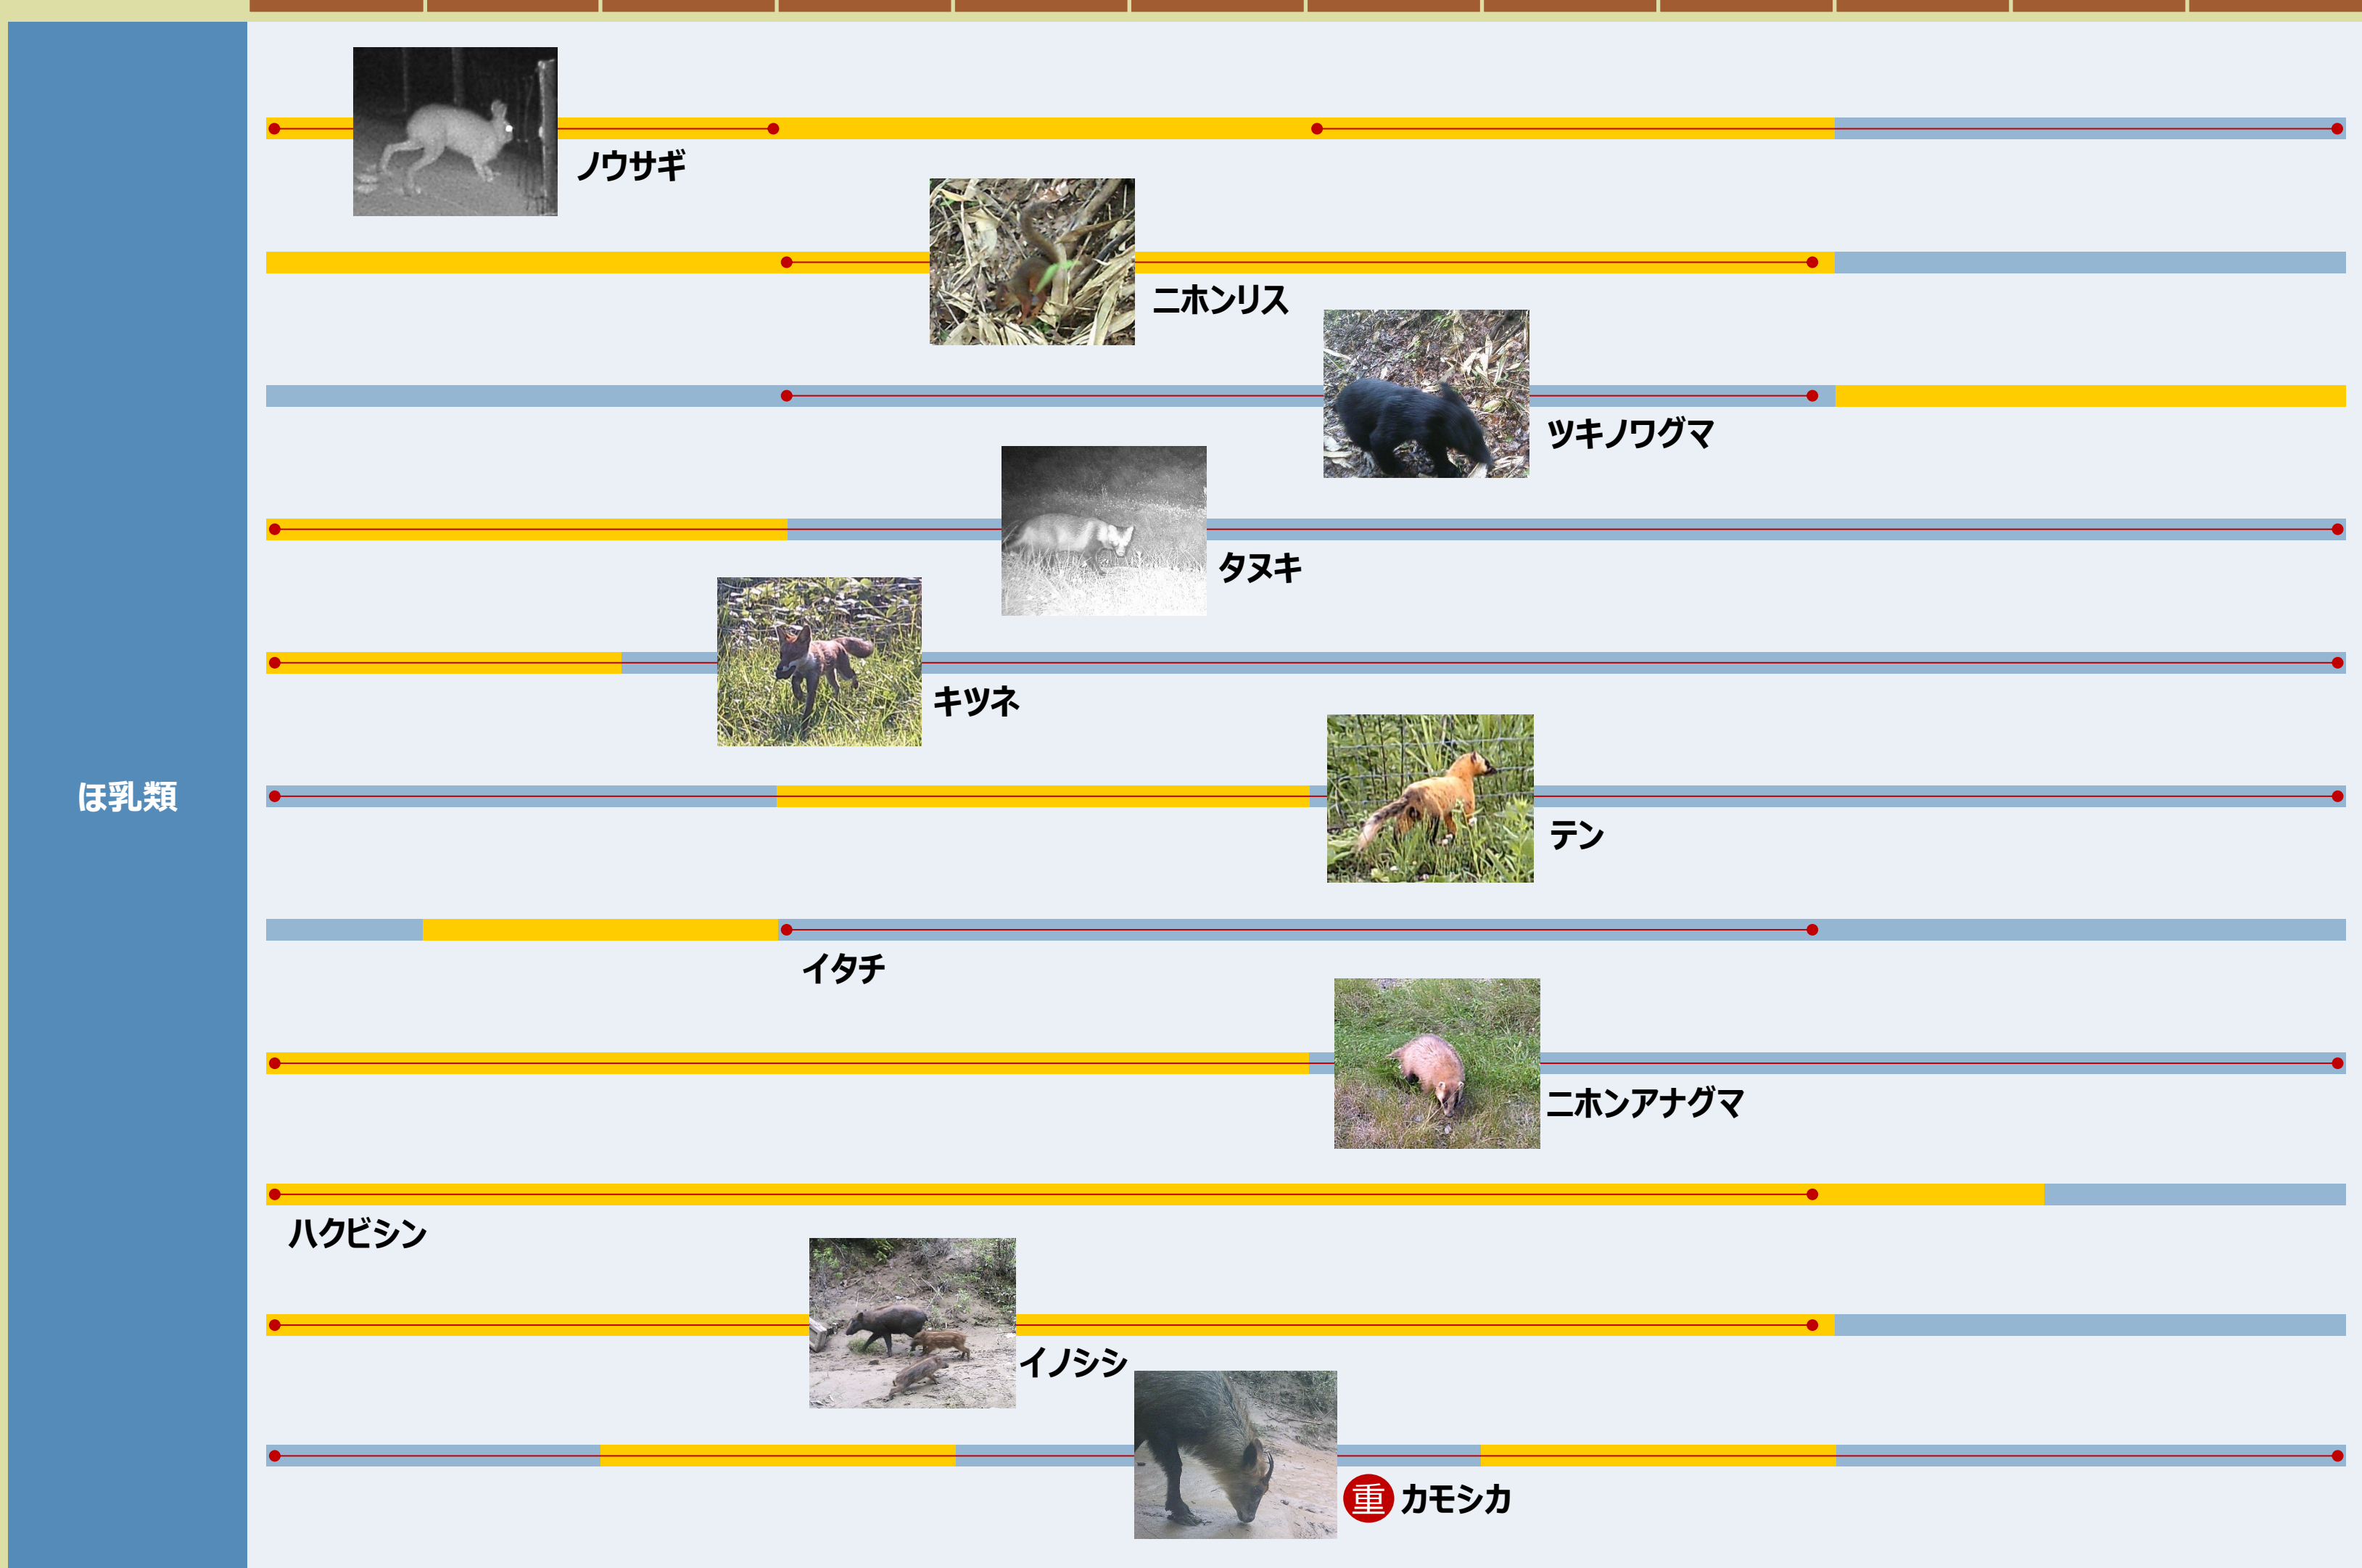 ノウサギ
ニホンリス
ツキノワグマ
タヌキ
キツネ
ほ乳類
テン
イタチ
ニホンアナグマ
ハクビシン
イノシシ
重 カモシカ